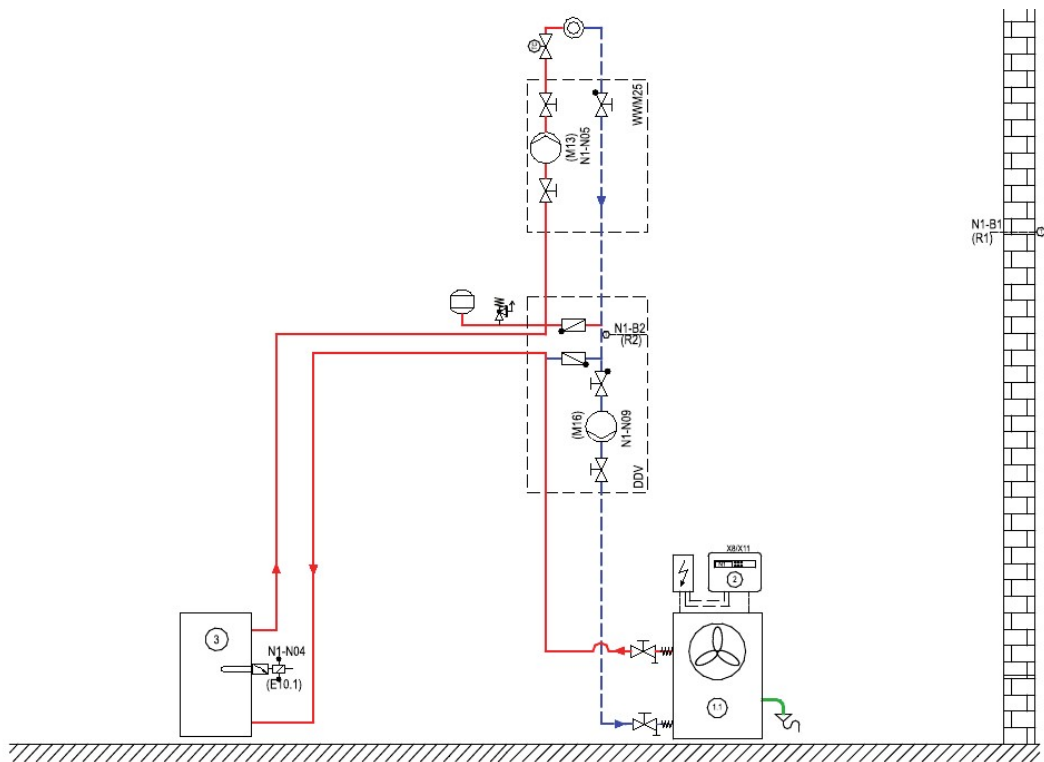 TC
WWM25
(M13)
N1-N05
N1-B1
(R1)
N1-B2
(R2)
(M16)
N1-N09
DDV
X8/X11
2
3
N1-N04
(E10.1)
1.1